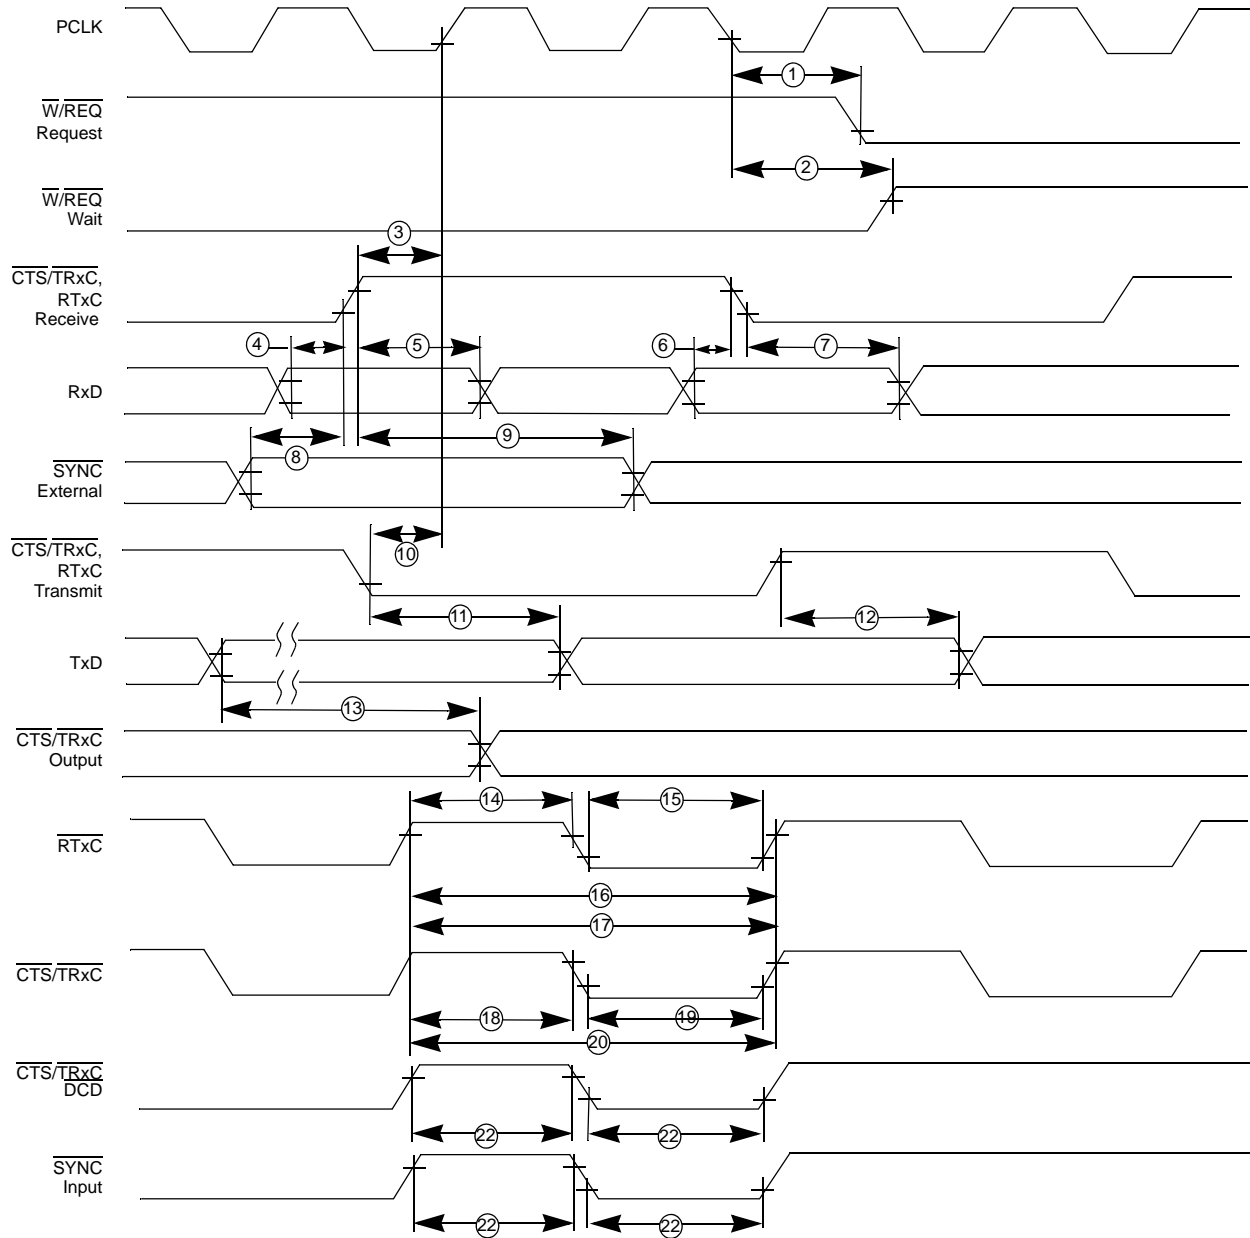 PCLK
1
W/REQ
Request
2
W/REQ
Wait
3
CTS/TRxC,
RTxC
Receive
4
5
6
7
RxD
8
9
SYNC
External
10
CTS/TRxC,
RTxC
Transmit
11
12
TxD
13
CTS/TRxC
Output
14
15
RTxC
16
17
CTS/TRxC
18
19
20
CTS/TRxC
DCD
22
22
SYNC
Input
22
22